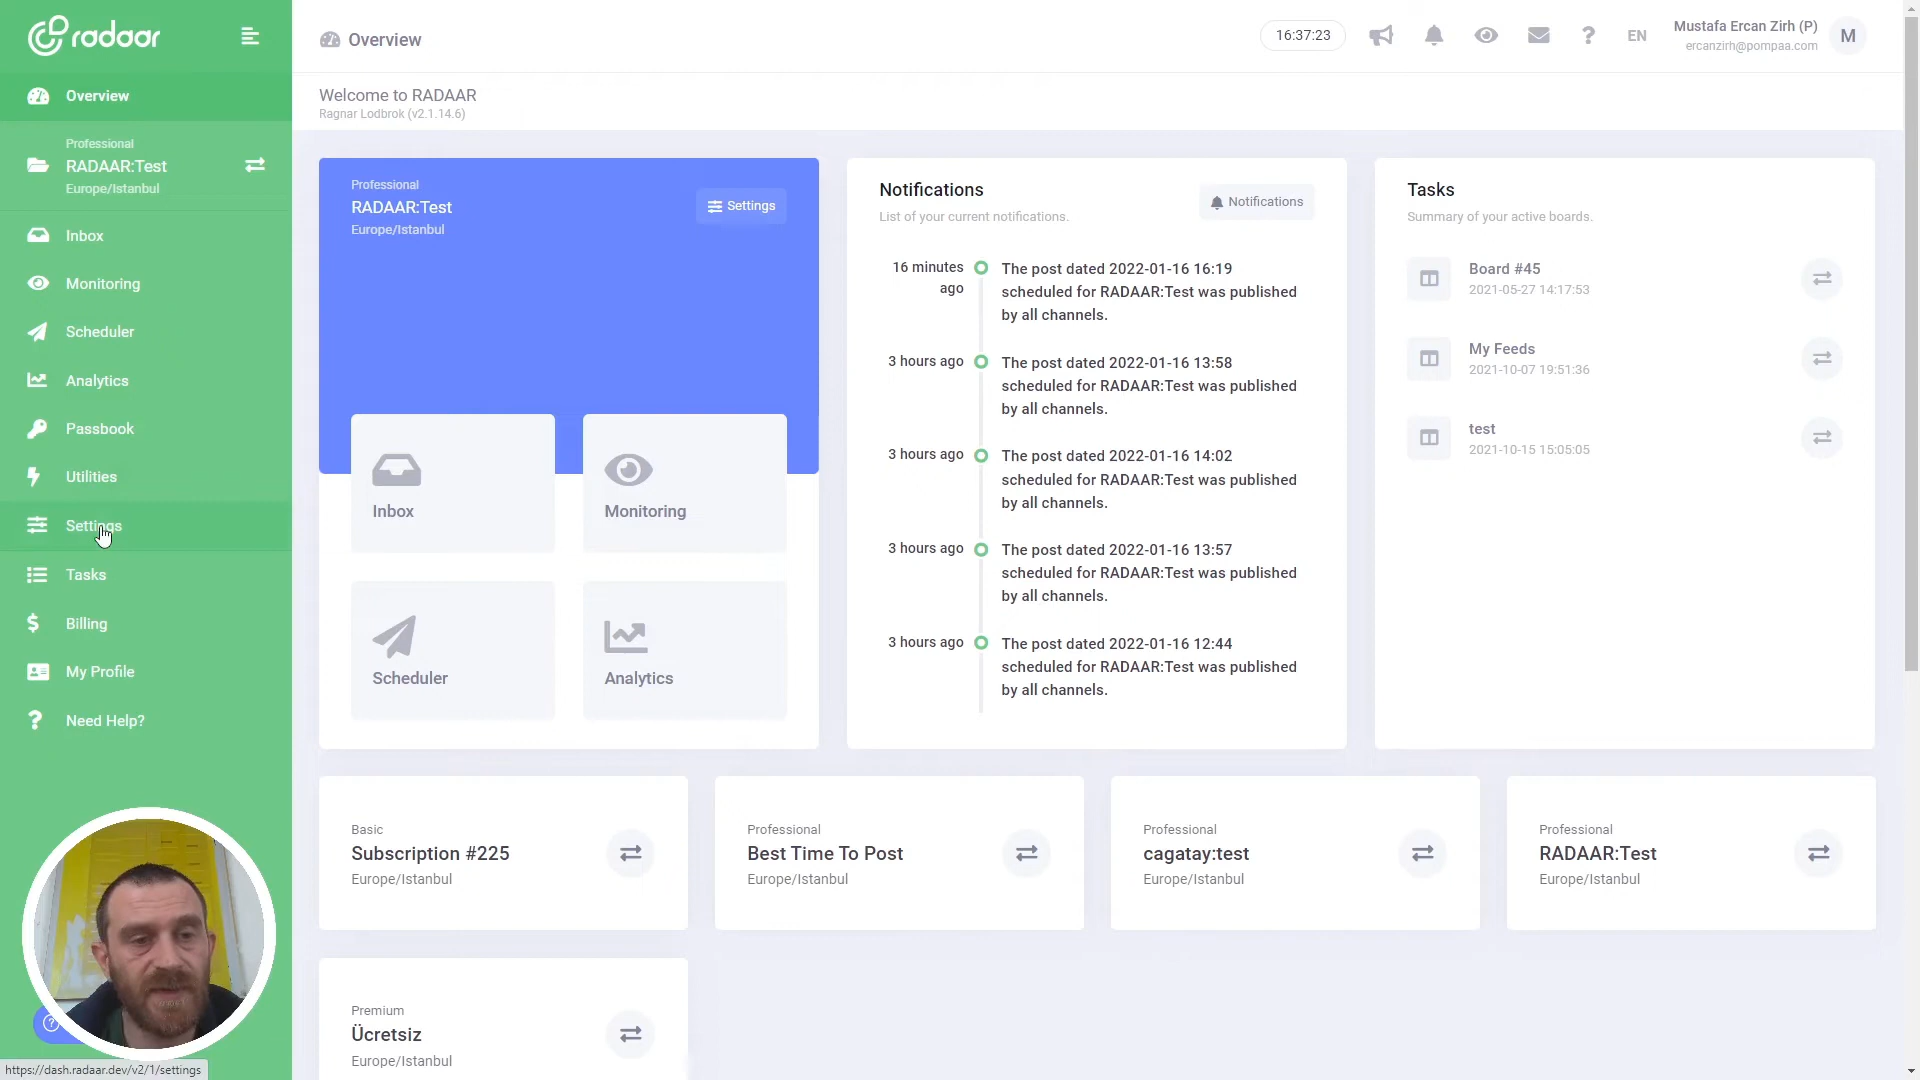 radaar
Overview
Professional
RADAAR:Test
Europe/Istanbul
Inbox
Monitoring
Scheduler
Analytics
Passbook
Utilities
Settings
Tasks
Billing
My Profile
Need Help?
https://dash.radaar.dev/v2/1/settings
Overview
16:37:23
EN
Mustafa Ercan Zirh (P)
ercanzirh@pompaa.com
M
Welcome to RADAAR
Ragnar Lodbrok (v2.1.14.6)
Professional
RADAAR:Test
Europe/Istanbul
Settings
Inbox
Monitoring
Scheduler
Analytics
Notifications
List of your current notifications.
Notifications
16 minutes
ago
The post dated 2022-01-16 16:19
scheduled for RADAAR:Test was published
by all channels.
3 hours ago
The post dated 2022-01-16 13:58
scheduled for RADAAR:Test was published
by all channels.
3 hours ago
The post dated 2022-01-16 14:02
scheduled for RADAAR:Test was published
by all channels.
3 hours ago
The post dated 2022-01-16 13:57
scheduled for RADAAR:Test was published
by all channels.
3 hours ago
The post dated 2022-01-16 12:44
scheduled for RADAAR:Test was published
by all channels.
Tasks
Summary of your active boards.
Board #45
2021-05-27 14:17:53
My Feeds
2021-10-07 19:51:36
test
2021-10-15 15:05:05
Basic
Subscription #225
Europe/Istanbul
Professional
Best Time To Post
Europe/Istanbul
Professional
cagatay:test
Europe/Istanbul
Professional
RADAAR:Test
Europe/Istanbul
Premium
Ücretsiz
Europe/Istanbul